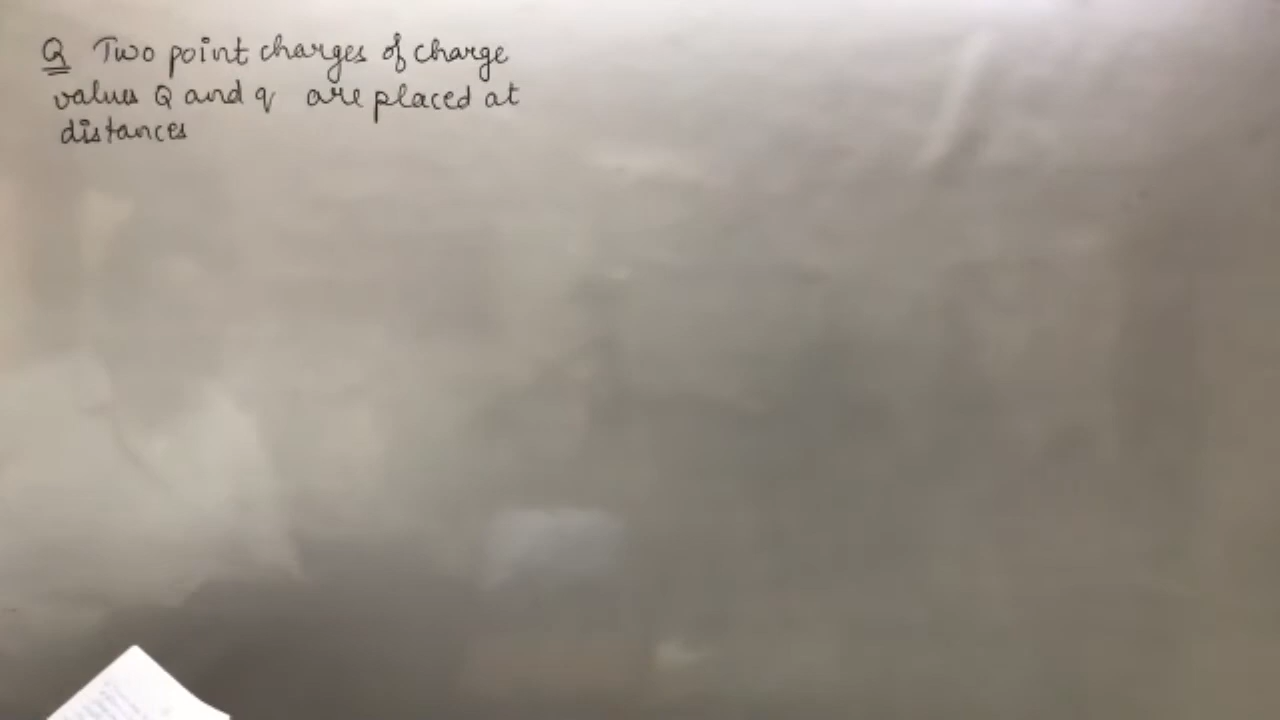 Q Two point charges of charge
values Q and q are placed at
distances